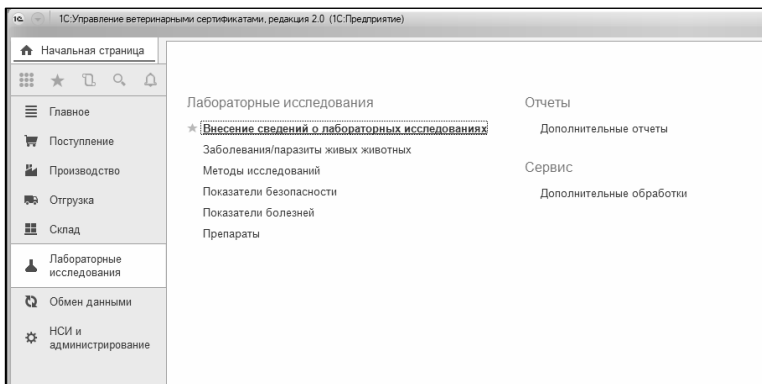 1С:Управление ветеринарными сертификатами, редакция 2.0 (1С:Предприятие)
Начальная страница
Главное
Поступление
Производство
Отгрузка
Склад
Лабораторные
исследования
Обмен данными
НСИ и
администрирование
Лабораторные исследования
Внесение сведений о лабораторных исследованиях
Заболевания/паразиты живых животных
Методы исследований
Показатели безопасности
Показатели болезней
Препараты
Отчеты
Дополнительные отчеты
Сервис
Дополнительные обработки